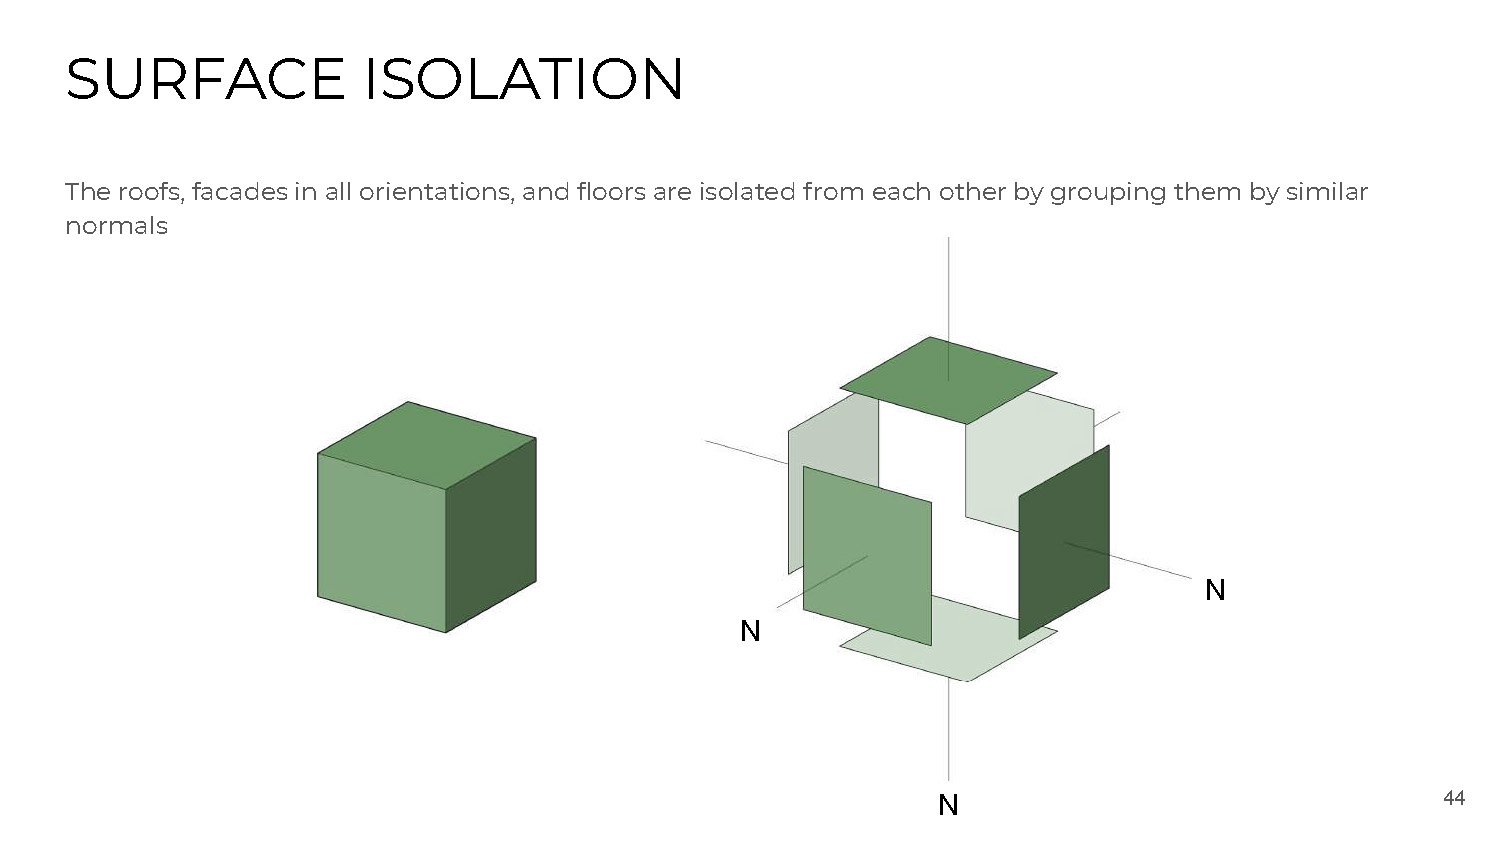 SURFACE ISOLATION
The roofs, facades in all orientations, and floors are isolated from each other by grouping them by similar
normals
N
N
N
44